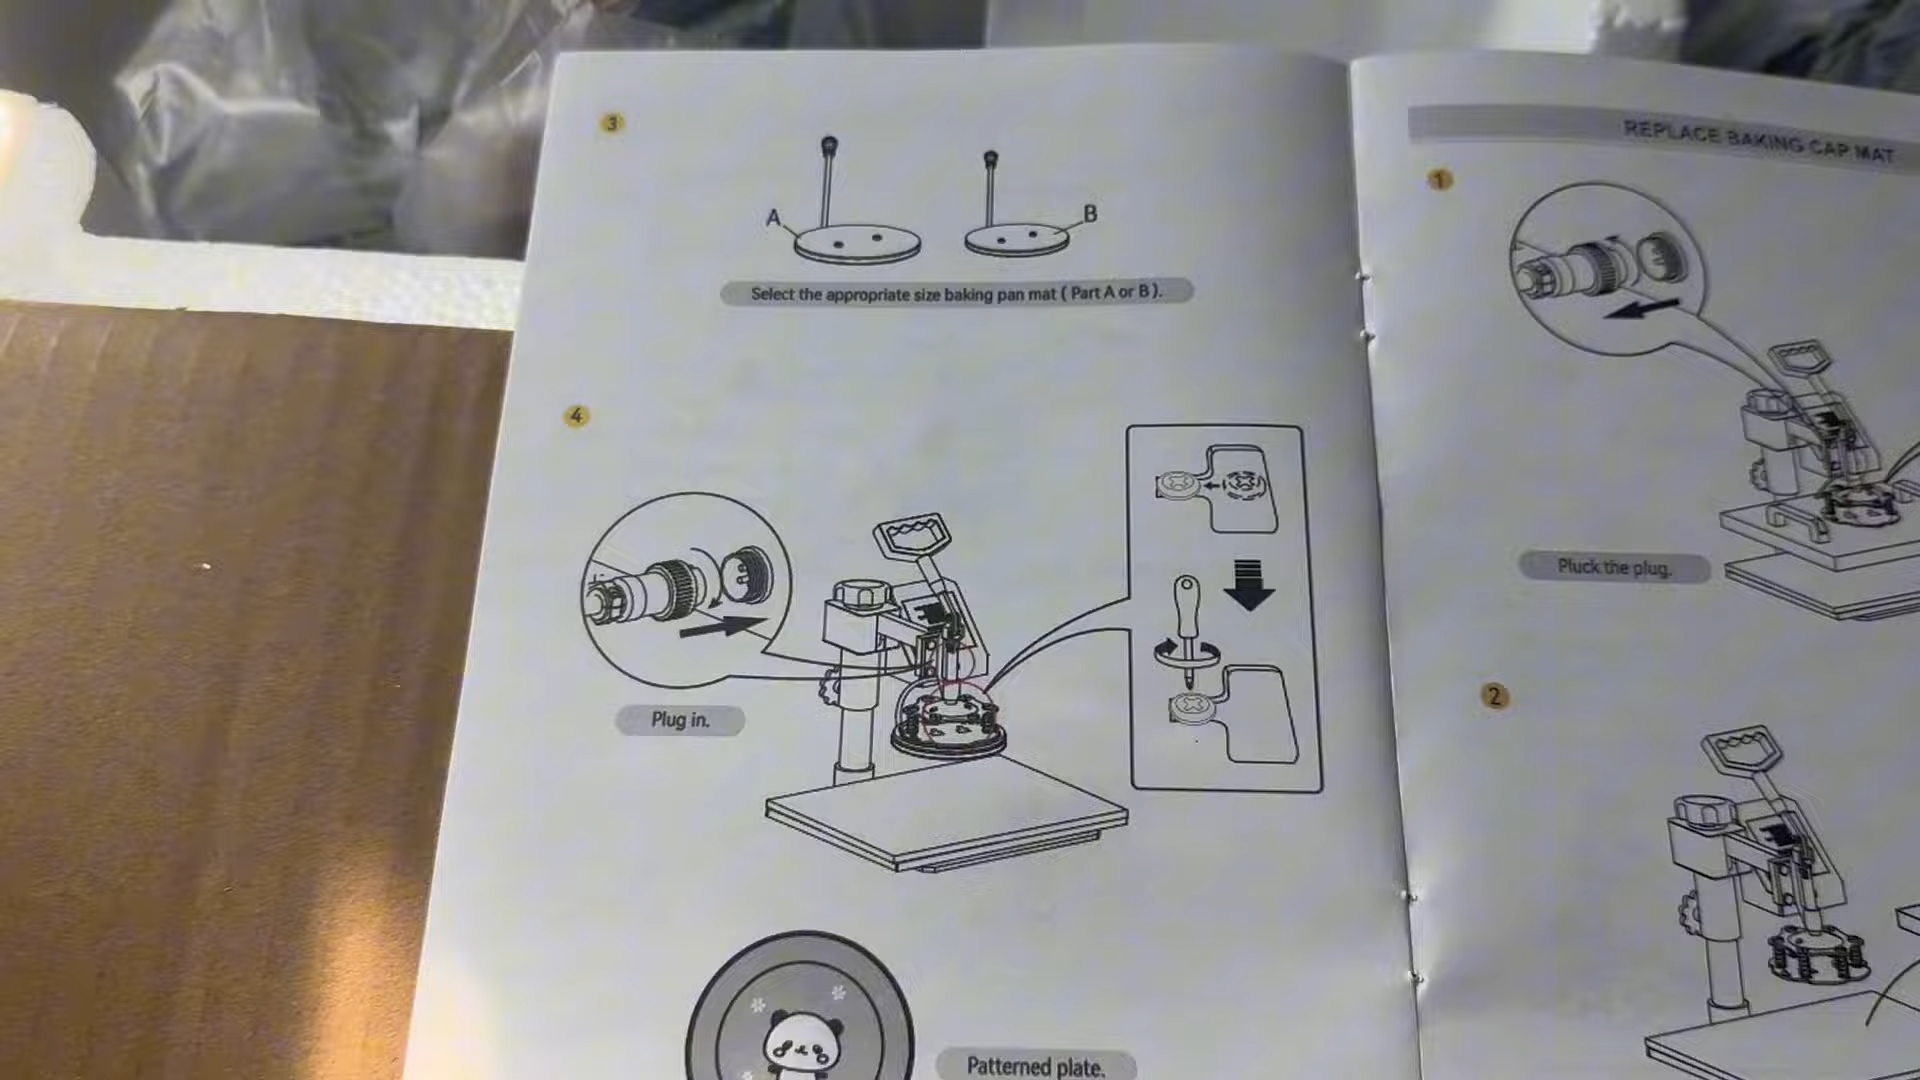 3
A
B
Select the appropriate size baking pan mat ( Part A or B ).
4
Plug in.
Patterned plate.
REPLACE BAKING CAP MAT
1
Pluck the plug.
2